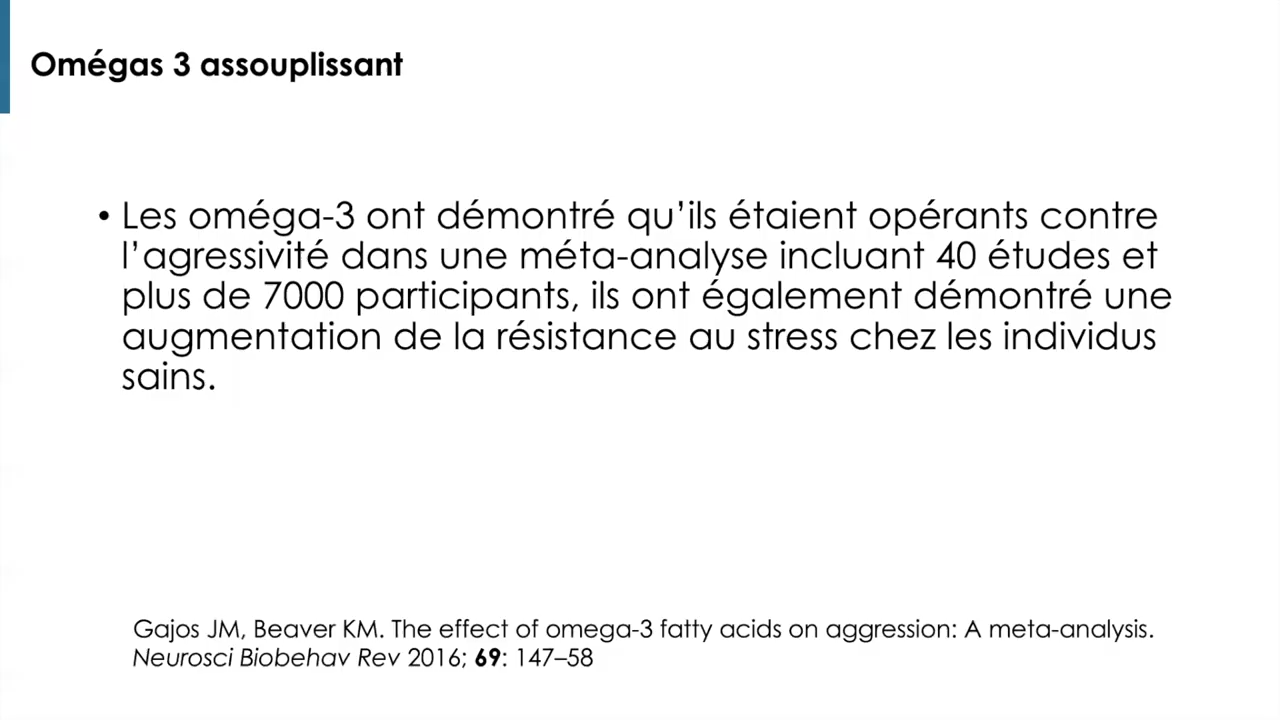 Omégas 3 assouplissant
• Les oméga-3 ont démontré qu’ils étaient opérants contre
l’agressivité dans une méta-analyse incluant 40 études et
plus de 7000 participants, ils ont également démontré une
augmentation de la résistance au stress chez les individus
sains.
Gajos JM, Beaver KM. The effect of omega-3 fatty acids on aggression: A meta-analysis.
Neurosci Biobehav Rev 2016; 69: 147–58